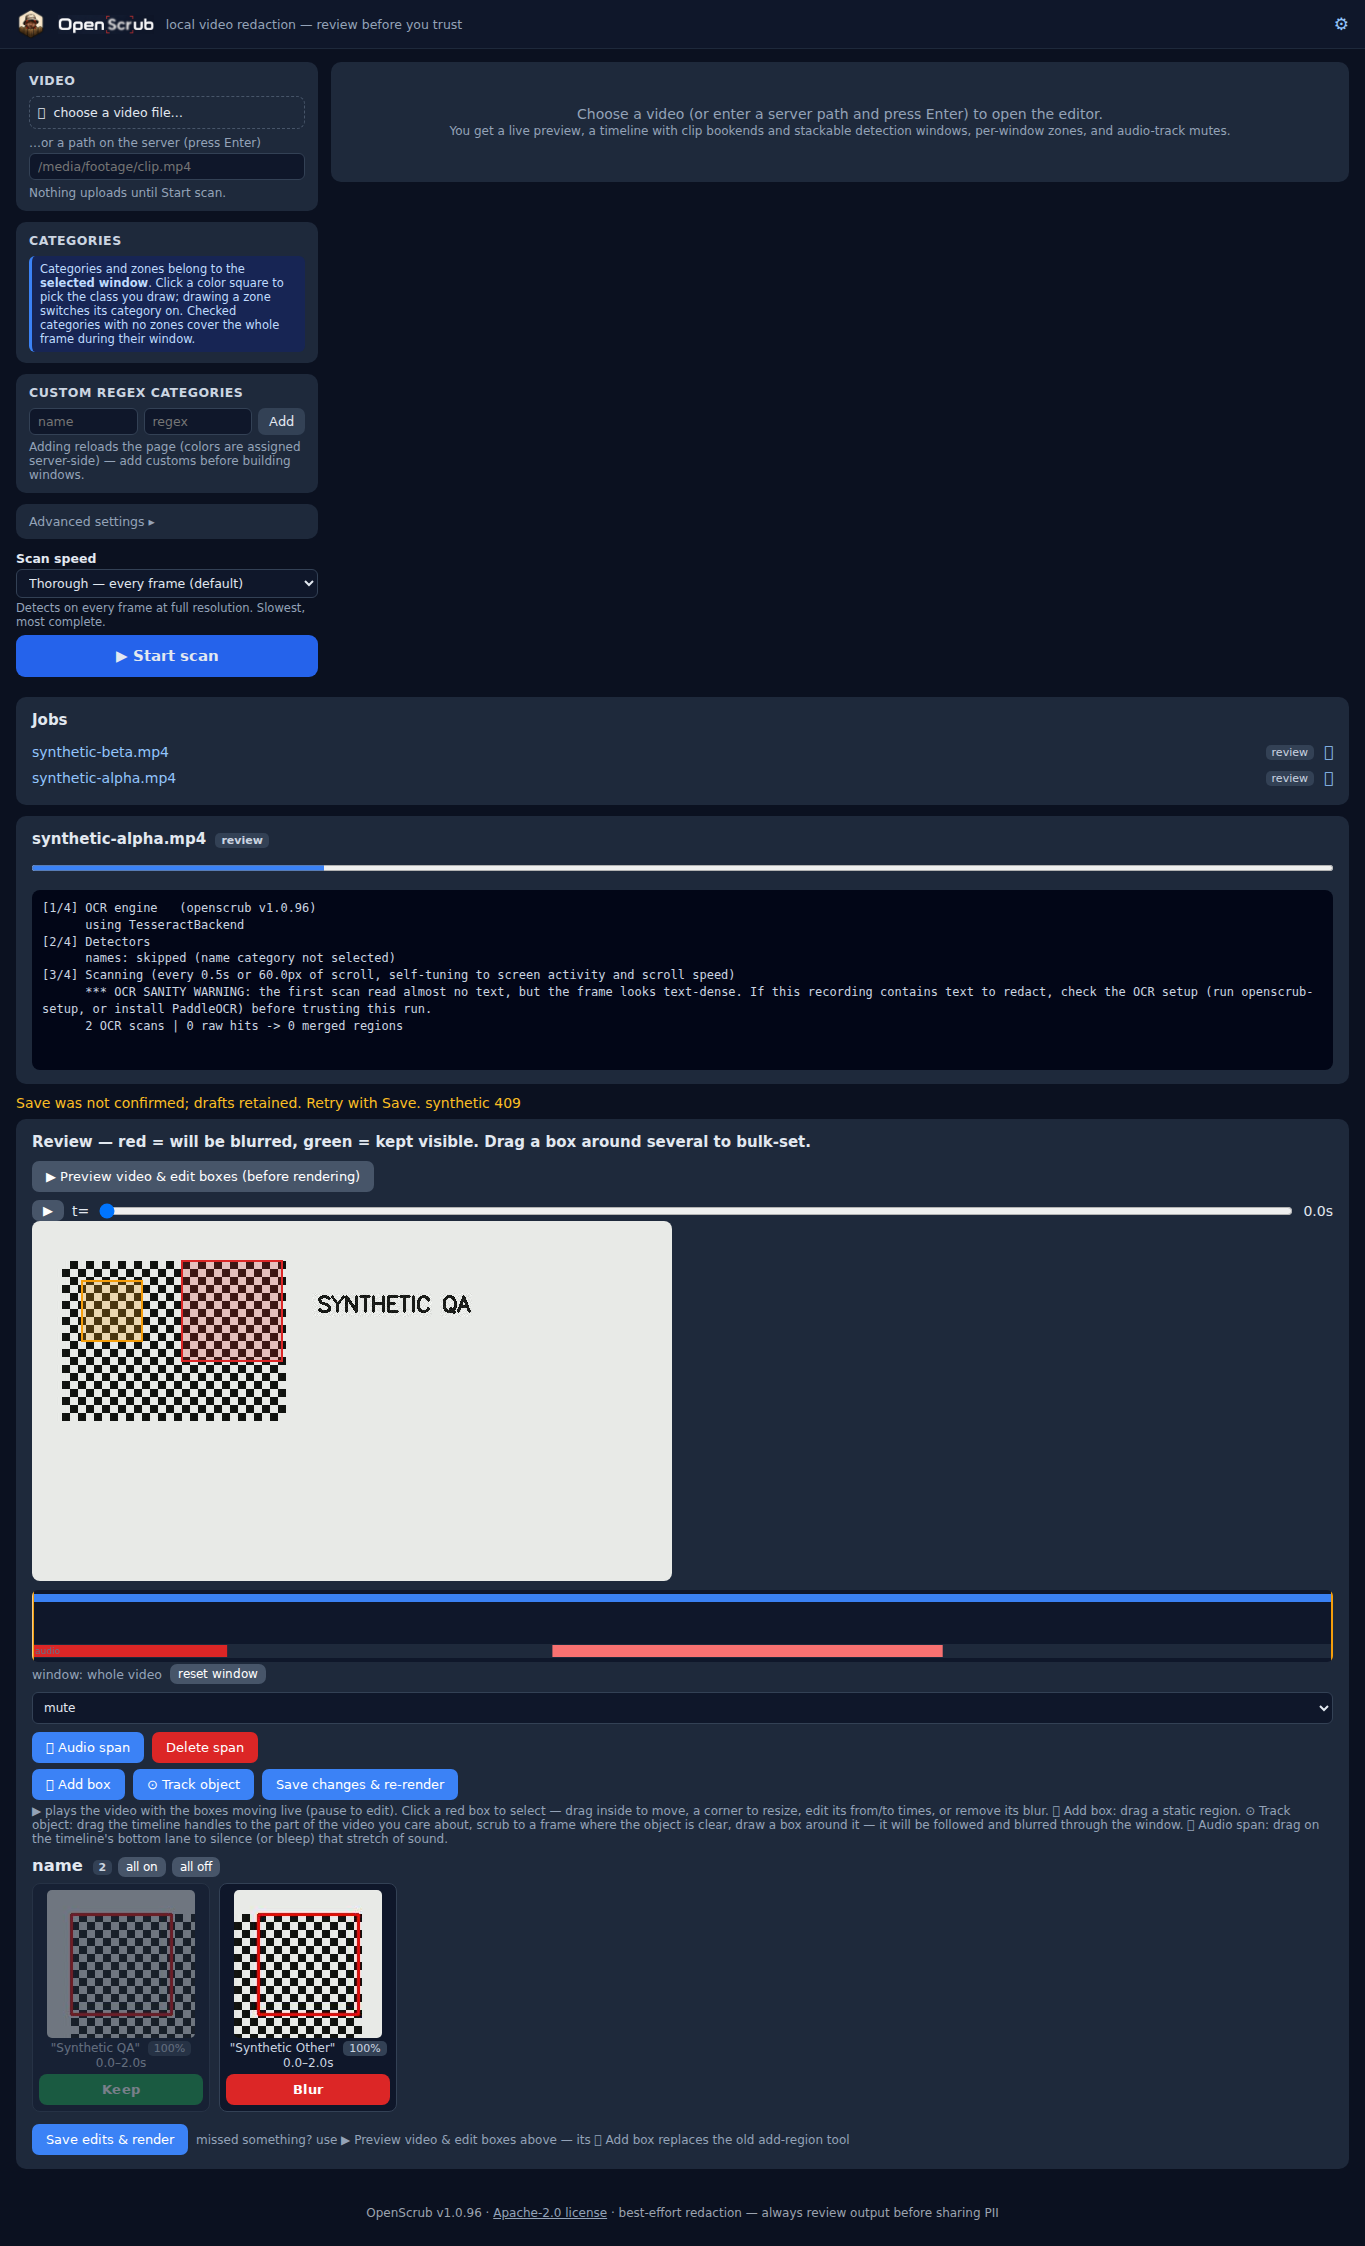 OpenScrub local video redaction — review before you trust
VIDEO
choose a video file...
...or a path on the server (press Enter)
/media/footage/clip.mp4
Nothing uploads until Start scan.
Choose a video (or enter a server path and press Enter) to open the editor.
You get a live preview, a timeline with clip bookends and stackable detection windows, per-window zones, and audio-track mutes.
CATEGORIES
Categories and zones belong to the
selected window. Click a color square to
pick the class you draw; drawing a zone
switches its category on. Checked
categories with no zones cover the whole
frame during their window.
CUSTOM REGEX CATEGORIES
name regex Add
Adding reloads the page (colors are assigned
server-side) — add customs before building
windows.
Advanced settings ▸
Scan speed
Thorough — every frame (default)
Detects on every frame at full resolution. Slowest,
most complete.
▶ Start scan
Jobs
synthetic-beta.mp4 review
synthetic-alpha.mp4 review
synthetic-alpha.mp4 review
[1/4] OCR engine (openscrub v1.0.96)
using TesseractBackend
[2/4] Detectors
names: skipped (name category not selected)
[3/4] Scanning (every 0.5s or 60.0px of scroll, self-tuning to screen activity and scroll speed)
*** OCR SANITY WARNING: the first scan read almost no text, but the frame looks text-dense. If this recording contains text to redact, check the OCR setup (run openscrub-
setup, or install PaddleOCR) before trusting this run.
2 OCR scans | 0 raw hits -> 0 merged regions
Save was not confirmed; drafts retained. Retry with Save. synthetic 409
Review — red = will be blurred, green = kept visible. Drag a box around several to bulk-set.
▶ Preview video & edit boxes (before rendering)
▶ t= 0.0s
SYNTHETIC QA
audio
window: whole video reset window
mute
Audio span Delete span
Add box ⊙ Track object Save changes & re-render
▶ plays the video with the boxes moving live (pause to edit). Click a red box to select — drag inside to move, a corner to resize, edit its from/to times, or remove its blur. Add box: drag a static region. ⊙ Track
object: drag the timeline handles to the part of the video you care about, scrub to a frame where the object is clear, draw a box around it — it will be followed and blurred through the window. Audio span: drag on
the timeline's bottom lane to silence (or bleep) that stretch of sound.
name 2 all on all off
"Synthetic QA" 100%
0.0–2.0s
Keep
"Synthetic Other" 100%
0.0–2.0s
Blur
Save edits & render missed something? use ▶ Preview video & edit boxes above — its Add box replaces the old add-region tool
OpenScrub v1.0.96 · Apache-2.0 license · best-effort redaction — always review output before sharing PII